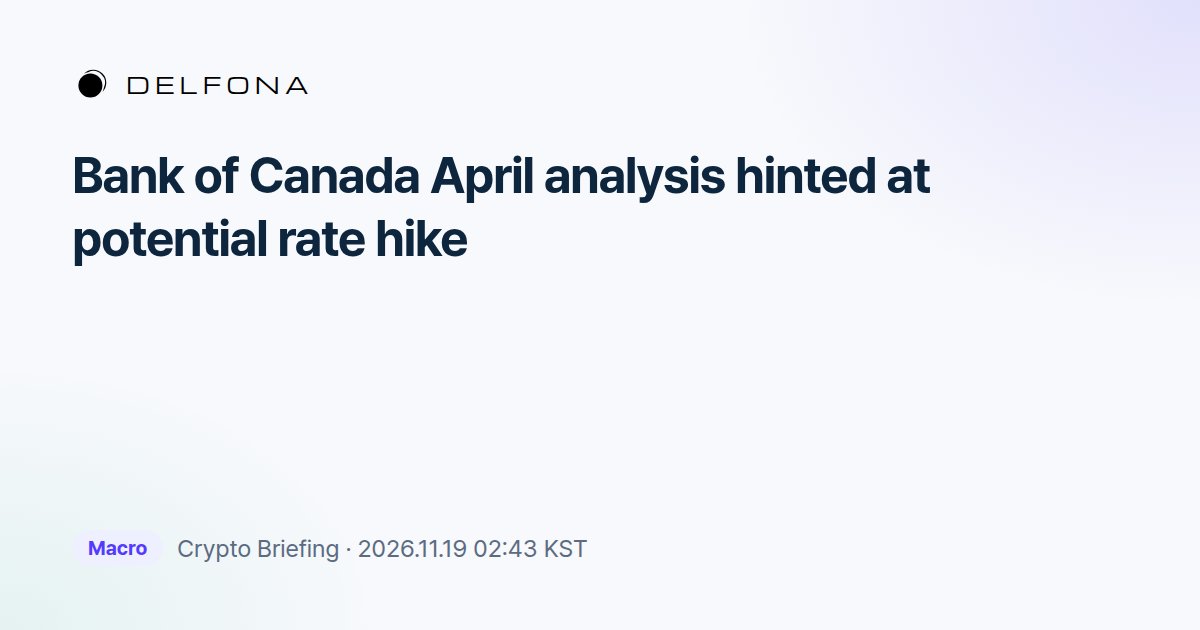 DELFONA
Bank of Canada April analysis hinted at
potential rate hike
Macro
Crypto Briefing · 2026.11.19 02:43 KST